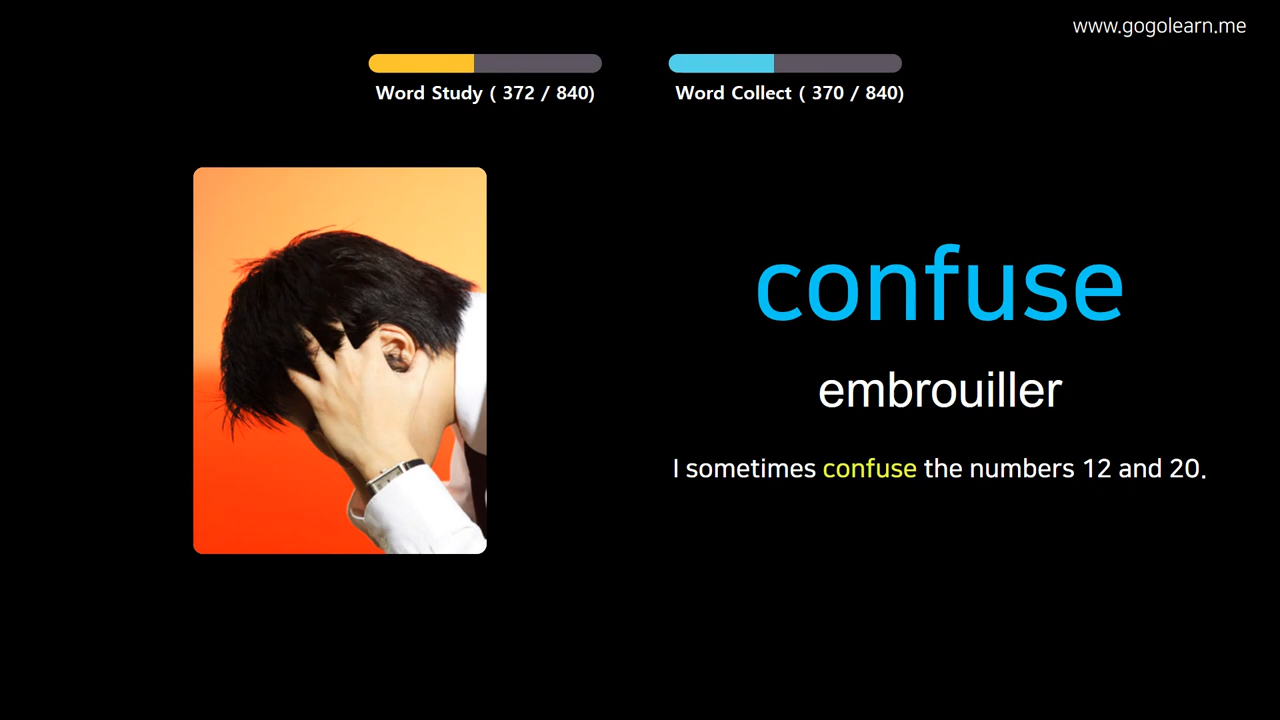 www.gogolearn.me
Word Study ( 372 / 840)
Word Collect ( 370 / 840)
confuse
embrouiller
I sometimes confuse the numbers 12 and 20.